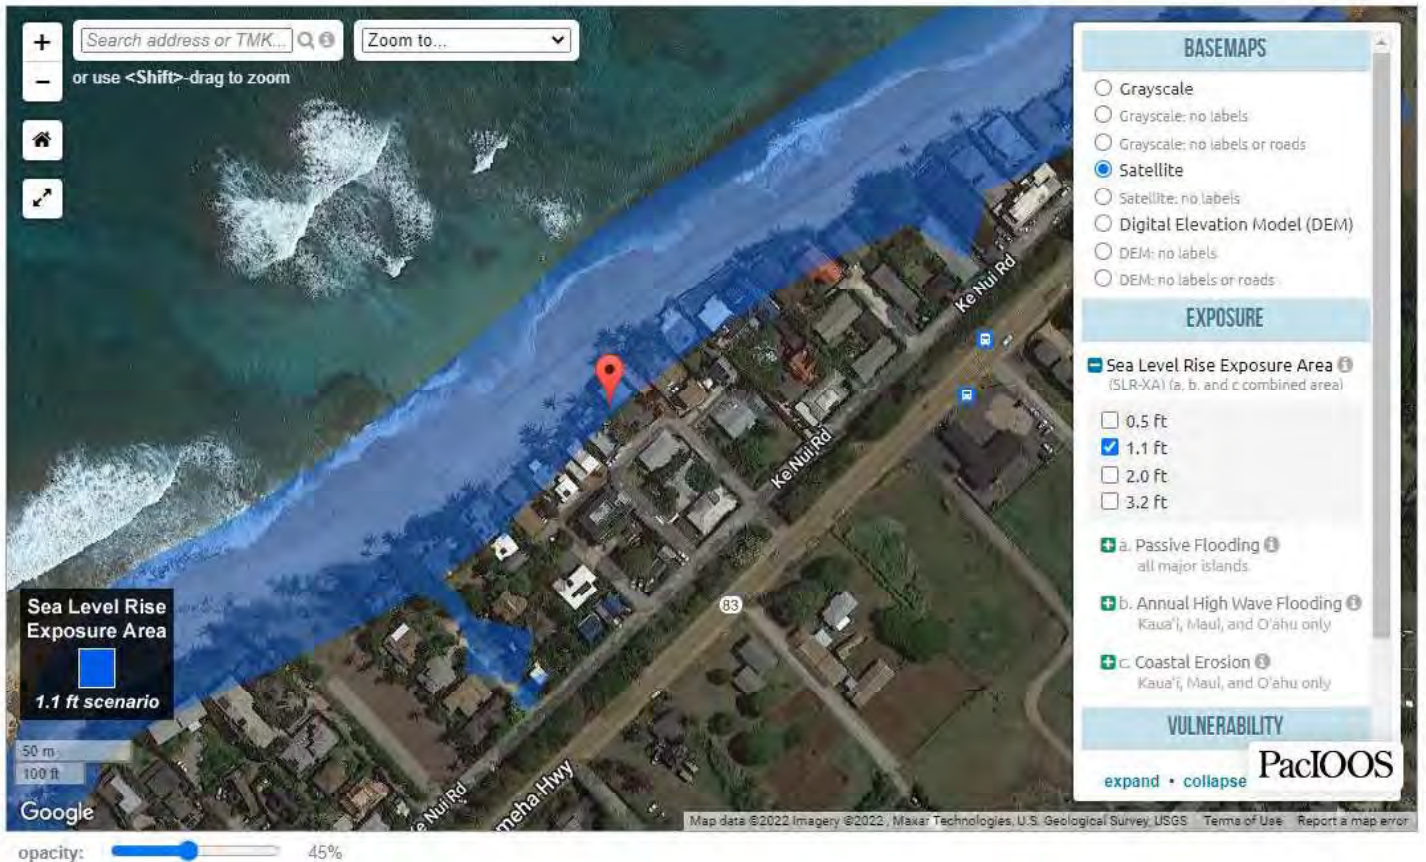 +
Search address or TMK...
Zoom to...
−
or use <Shift>-drag to zoom
BASEMAPS
Grayscale
Grayscale: no labels
Grayscale: no labels or roads
Satellite
Satellite: no labels
Digital Elevation Model (DEM)
DEM: no labels
DEM: no labels or roads
EXPOSURE
Sea Level Rise Exposure Area
(SLR-XA) (a, b, and c combined area)
0.5 ft
1.1 ft
2.0 ft
3.2 ft
a. Passive Flooding
all major islands
b. Annual High Wave Flooding
Kauaʻi, Maui, and Oʻahu only
c. Coastal Erosion
Kauaʻi, Maui, and Oʻahu only
VULNERABILITY
expand • collapse
PacIOOS
Ke Nui Rd
Ke Nui Rd
83
e Nui Rd
meha Hwy
Sea Level Rise
Exposure Area
1.1 ft scenario
50 m
100 ft
Google
Map data ©2022 Imagery ©2022 , Maxar Technologies, U.S. Geological Survey, USGS
Terms of Use
Report a map error
opacity:
45%